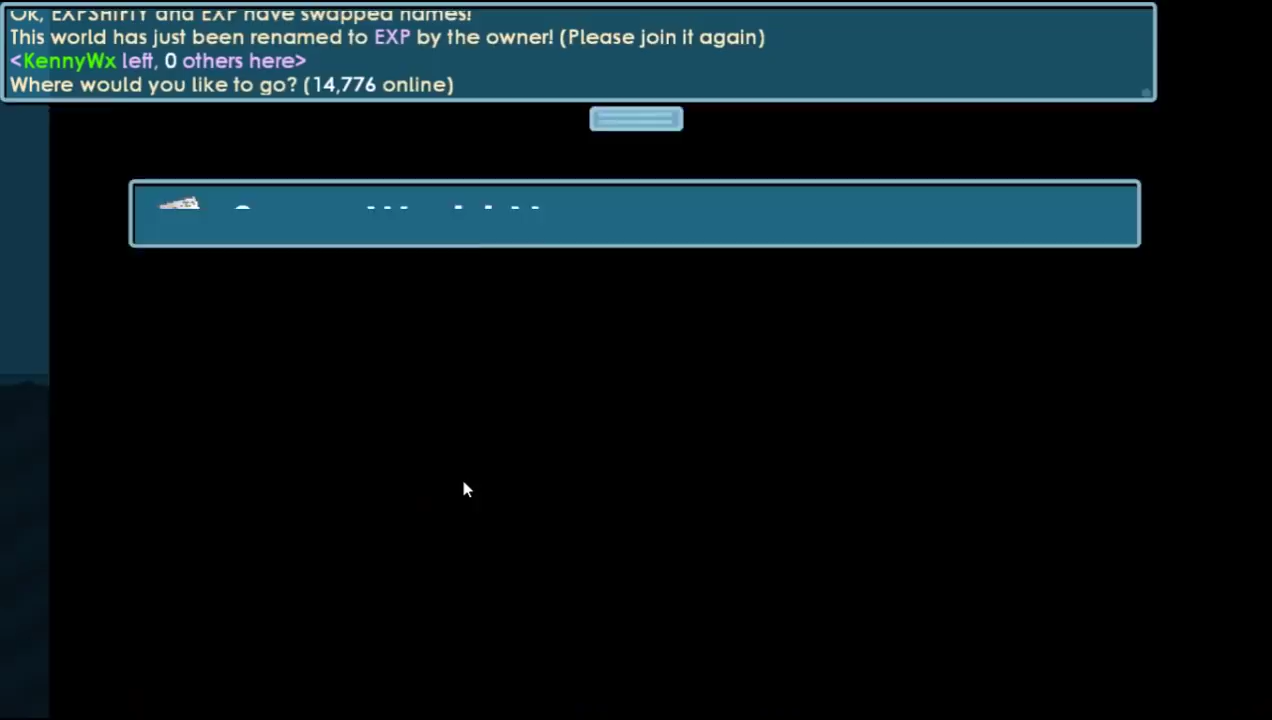 Ok, EXPSHIFTY and EXP have swapped names!
This world has just been renamed to EXP by the owner! (Please join it again)
<KennyWx left, 0 others here>
Where would you like to go? (14,776 online)